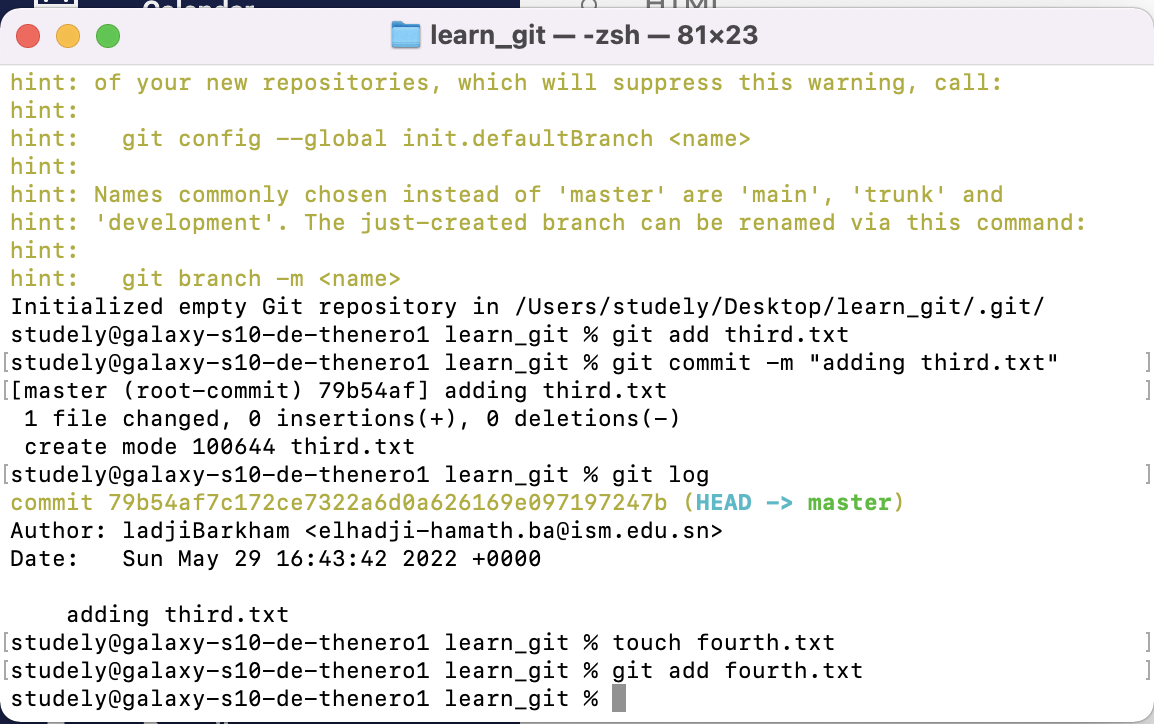 Calendar
HTML
learn_git — -zsh — 81×23
hint: of your new repositories, which will suppress this warning, call:
hint:
hint:   git config --global init.defaultBranch <name>
hint:
hint: Names commonly chosen instead of 'master' are 'main', 'trunk' and
hint: 'development'. The just-created branch can be renamed via this command:
hint:
hint:   git branch -m <name>
Initialized empty Git repository in /Users/studely/Desktop/learn_git/.git/
studely@galaxy-s10-de-thenero1 learn_git % git add third.txt
[studely@galaxy-s10-de-thenero1 learn_git % git commit -m "adding third.txt" ]
[[master (root-commit) 79b54af] adding third.txt ]
 1 file changed, 0 insertions(+), 0 deletions(-)
 create mode 100644 third.txt
[studely@galaxy-s10-de-thenero1 learn_git % git log ]
commit 79b54af7c172ce7322a6d0a626169e097197247b (HEAD -> master)
Author: ladjiBarkham <elhadji-hamath.ba@ism.edu.sn>
Date:   Sun May 29 16:43:42 2022 +0000

    adding third.txt
[studely@galaxy-s10-de-thenero1 learn_git % touch fourth.txt ]
[studely@galaxy-s10-de-thenero1 learn_git % git add fourth.txt ]
studely@galaxy-s10-de-thenero1 learn_git %